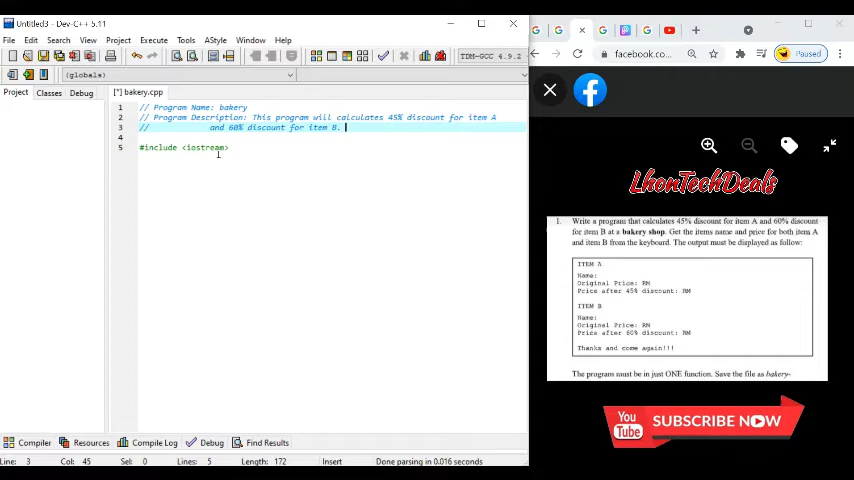 Untitled3 - Dev-C++ 5.11
File Edit Search View Project Execute Tools AStyle Window Help
TDM-GCC 4.9.2
(globals)
Project Classes Debug
[*] bakery.cpp
1 // Program Name: bakery
2 // Program Description: This program will calculates 45% discount for item A
3 // and 60% discount for item B.
4
5 #include <iostream>
Compiler Resources Compile Log Debug Find Results
Line: 3 Col: 45 Sel: 0 Lines: 5 Length: 172 Insert Done parsing in 0.016 seconds
facebook.co
Paused
LhonTechDeals
1. Write a program that calculates 45% discount for item A and 60% discount
for item B at a bakery shop. Get the items name and price for both item A
and item B from the keyboard. The output must be displayed as follow:
ITEM A
Name:
Original Price: RM
Price after 45% discount: RM
ITEM B
Name:
Original Price: RM
Price after 60% discount: RM
Thanks and come again!!!
The program must be in just ONE function. Save the file as bakery-
You
Tube
SUBSCRIBE NOW